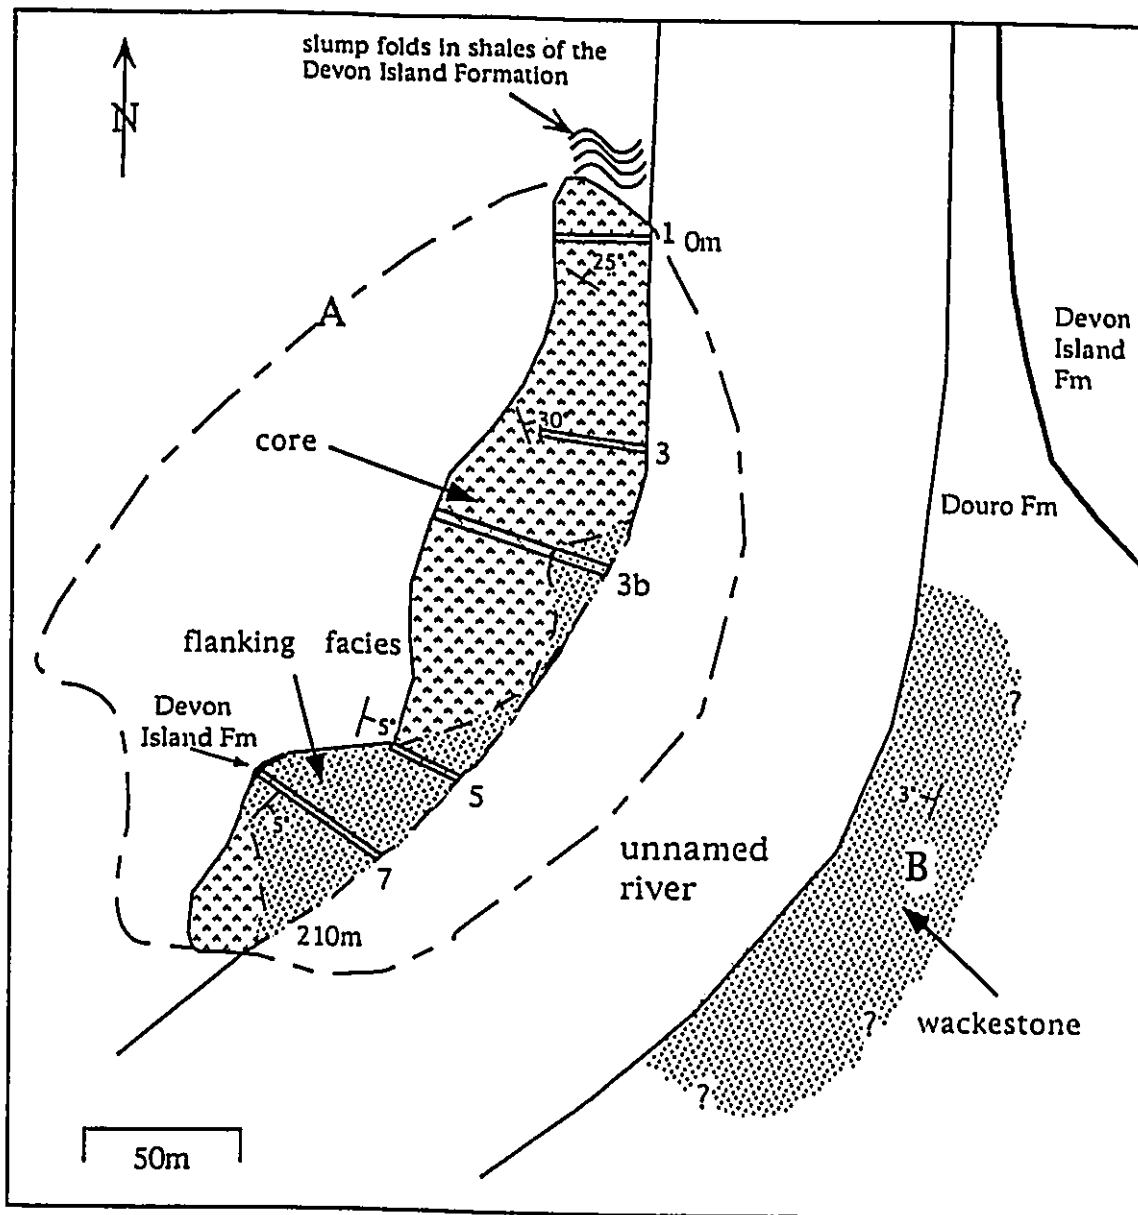 slump folds in shales of the
Devon Island Formation
N
1 0m
25°
A
Devon
Island
Fm
30°
core
3
Douro Fm
3b
flanking facies
5°
Devon
Island Fm
?
5
3
5°
unnamed
river
B
7
210m
wackestone
?
?
50m